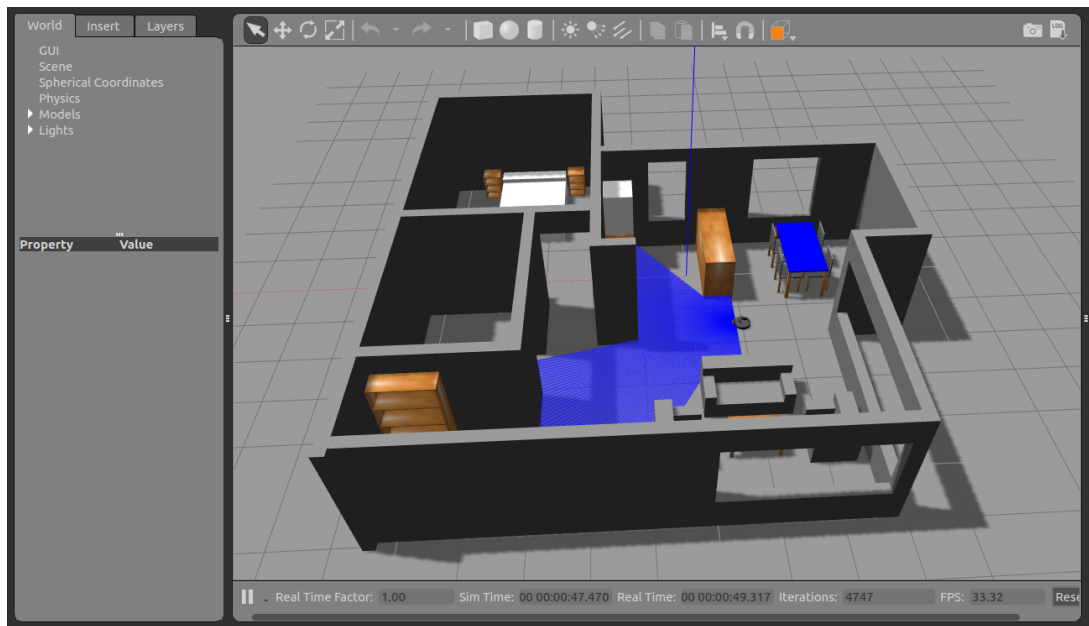 World Insert Layers
GUI
Scene
Spherical Coordinates
Physics
Models
Lights
Property Value
LOG
Real Time Factor: 1.00 Sim Time: 00 00:00:47.470 Real Time: 00 00:00:49.317 Iterations: 4747 FPS: 33.32 Rese